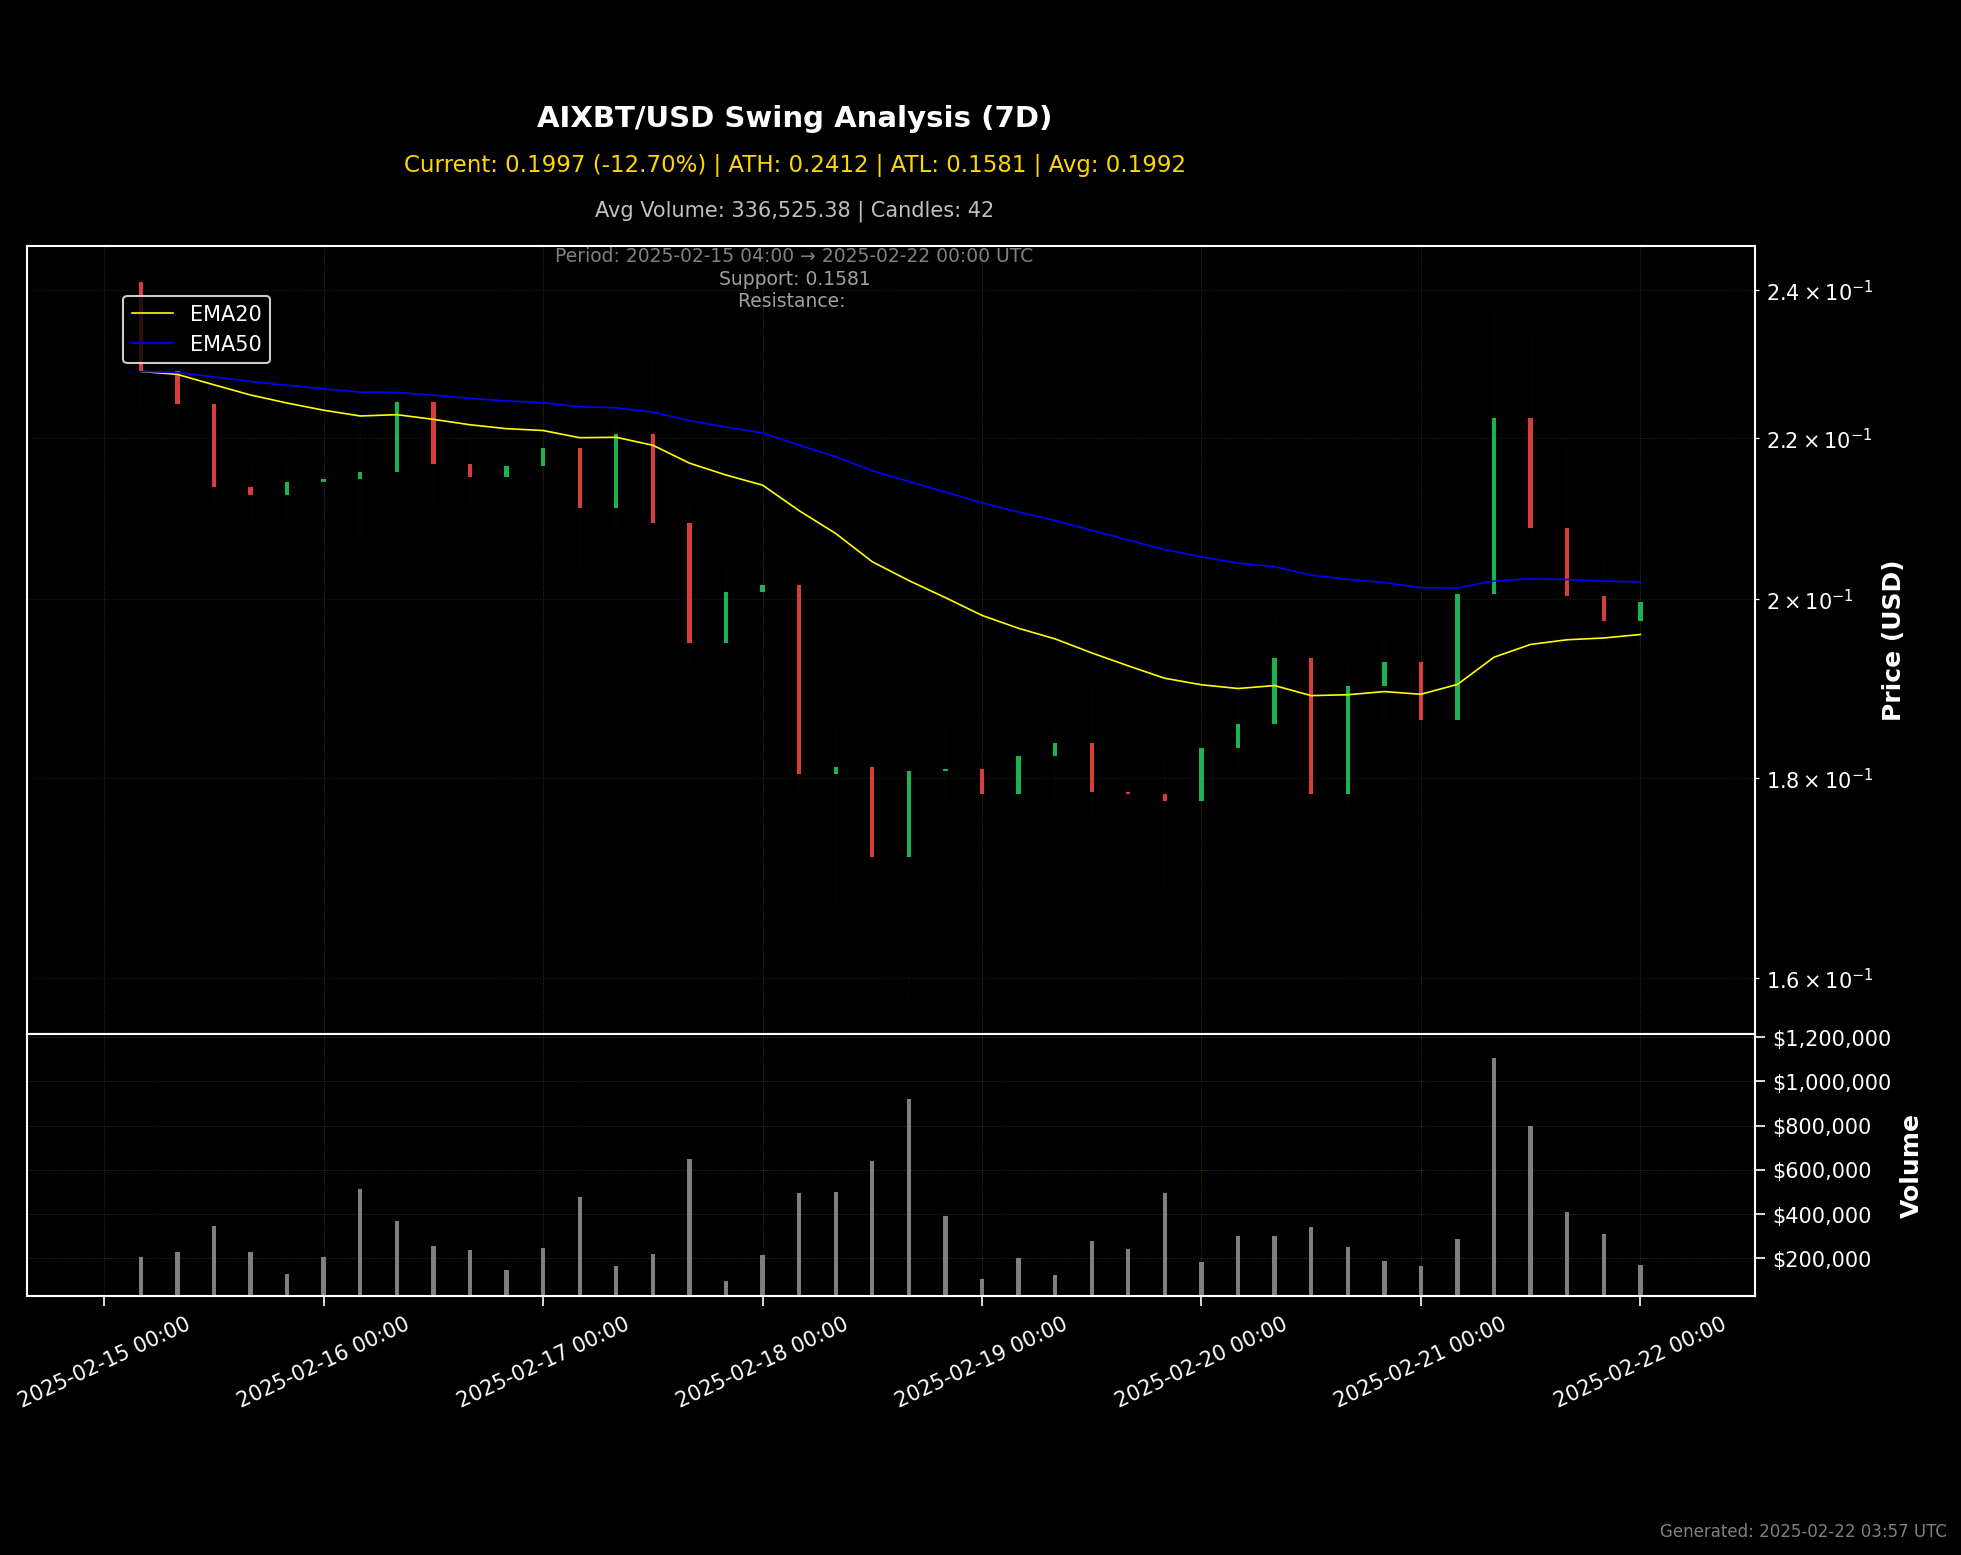 AIXBT/USD Swing Analysis (7D)
Current: 0.1997 (-12.70%) | ATH: 0.2412 | ATL: 0.1581 | Avg: 0.1992
Avg Volume: 336,525.38 | Candles: 42
Period: 2025-02-15 04:00 → 2025-02-22 00:00 UTC
Support: 0.1581
Resistance:
EMA20
EMA50
2.4 × 10⁻¹
2.2 × 10⁻¹
2 × 10⁻¹
1.8 × 10⁻¹
1.6 × 10⁻¹
Price (USD)
$1,200,000
$1,000,000
$800,000
$600,000
$400,000
$200,000
Volume
2025-02-15 00:00
2025-02-16 00:00
2025-02-17 00:00
2025-02-18 00:00
2025-02-19 00:00
2025-02-20 00:00
2025-02-21 00:00
2025-02-22 00:00
Generated: 2025-02-22 03:57 UTC